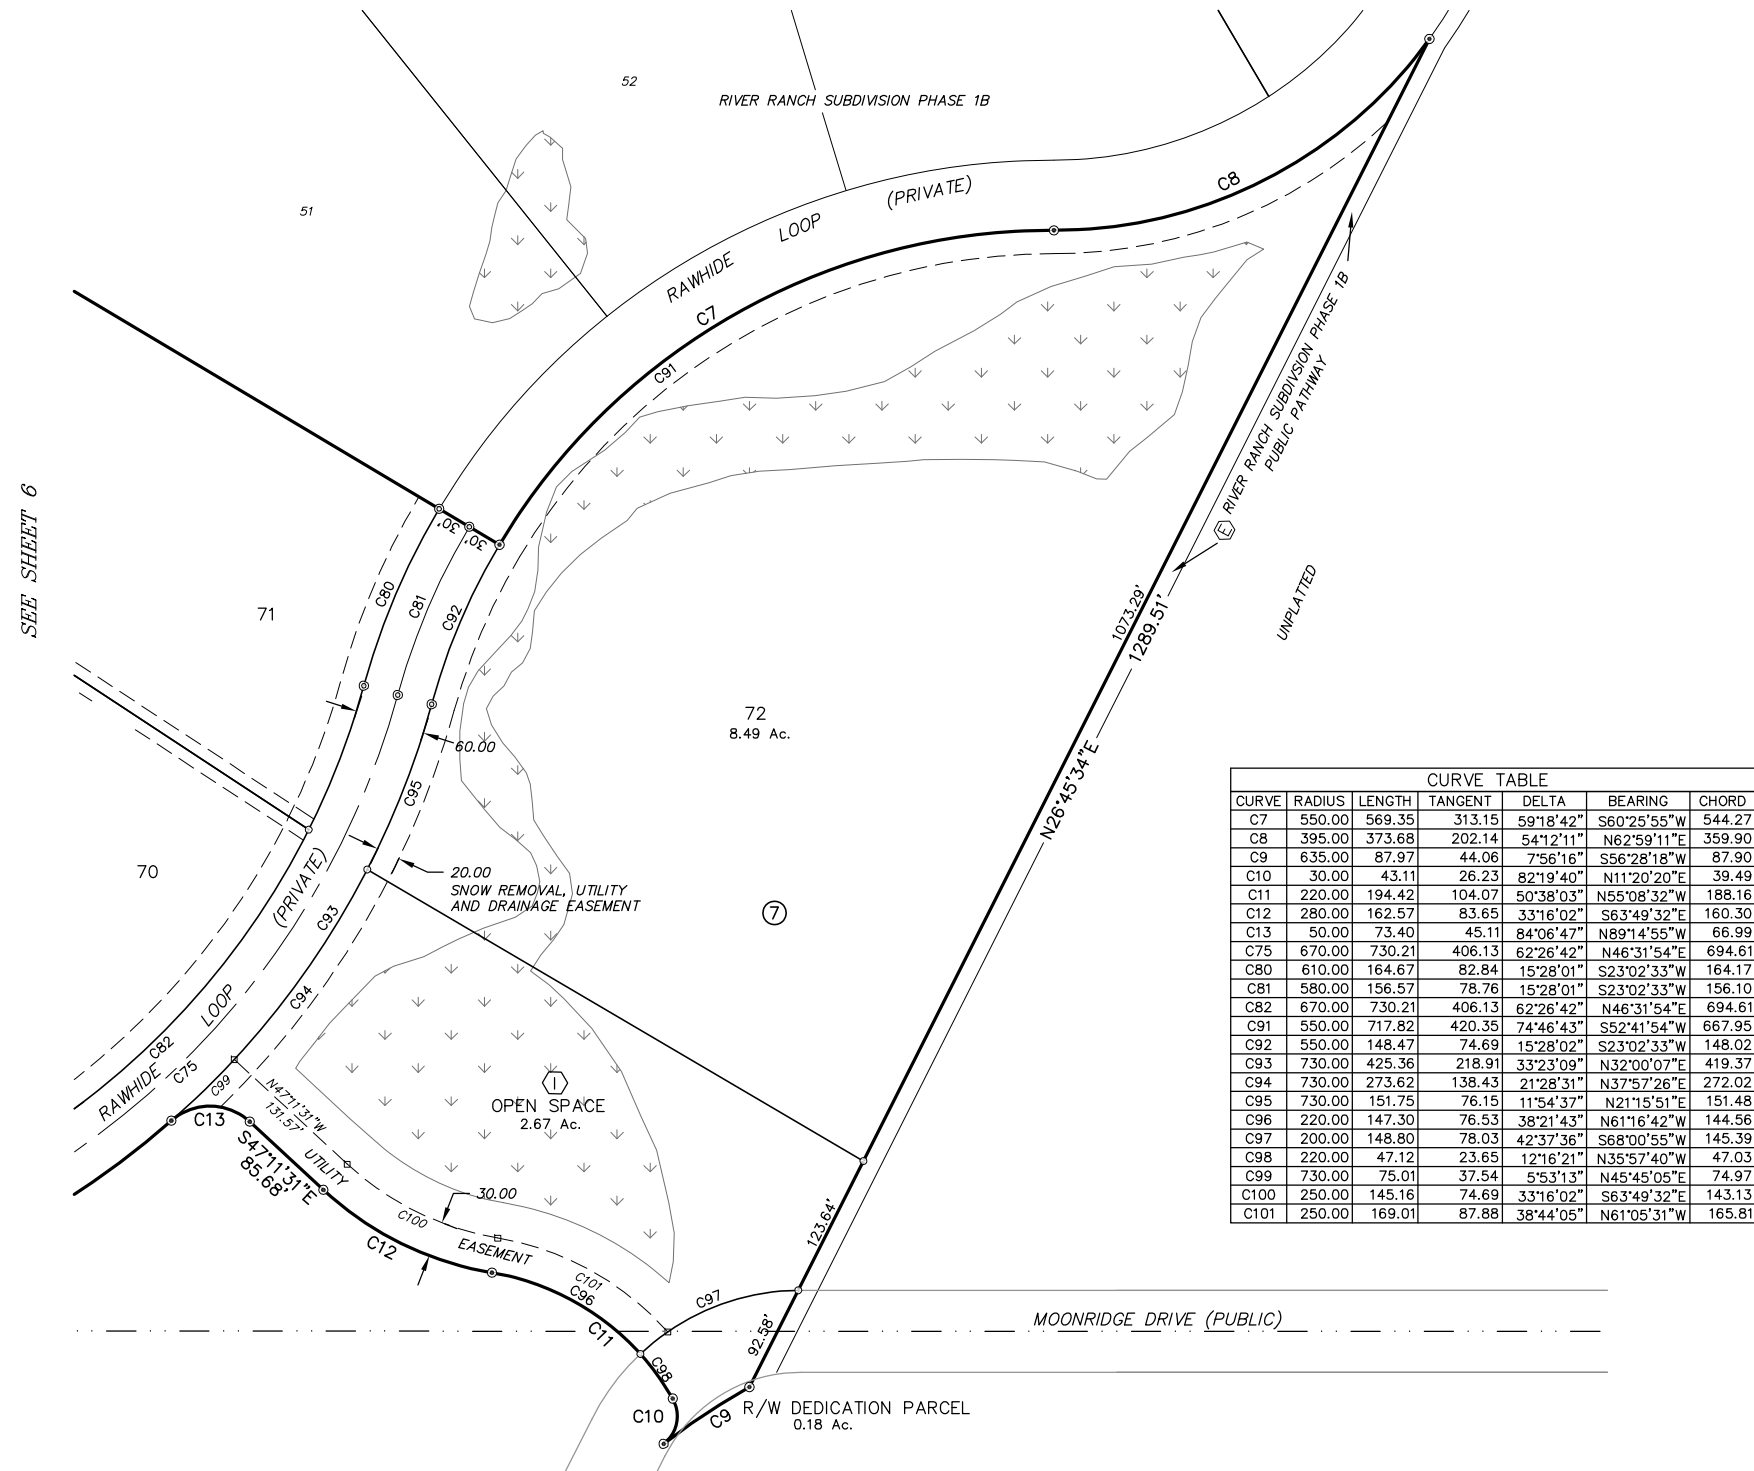 52
RIVER RANCH SUBDIVISION PHASE 1B
51
(PRIVATE)
LOOP
RAWHIDE
C8
C7
C91
SEE SHEET 6
30'
30'
C80
C81
C92
71
RIVER RANCH SUBDIVSION PHASE 1B
PUBLIC PATHWAY
E
UNPLATTED
1073.29'
1289.51'
N26°45'34"E
72
8.49 Ac.
60.00
C95
70
(PRIVATE)
C93
20.00
SNOW REMOVAL, UTILITY
AND DRAINAGE EASEMENT
7
C94
LOOP
RAWHIDE
C82
C75
C99
C13
N47°11'31"W
131.57'
S47°11'31"E
85.68'
UTILITY
I
OPEN SPACE
2.67 Ac.
30.00
C100
EASEMENT
C12
C101
C96
C11
C97
C98
123.64'
92.58'
MOONRIDGE DRIVE (PUBLIC)
C10
C9
R/W DEDICATION PARCEL
0.18 Ac.
CURVE TABLE
CURVE RADIUS LENGTH TANGENT DELTA BEARING CHORD
C7 550.00 569.35 313.15 59°18'42" S60°25'55"W 544.27
C8 395.00 373.68 202.14 54°12'11" N62°59'11"E 359.90
C9 635.00 87.97 44.06 7°56'16" S56°28'18"W 87.90
C10 30.00 43.11 26.23 82°19'40" N11°20'20"E 39.49
C11 220.00 194.42 104.07 50°38'03" N55°08'32"W 188.16
C12 280.00 162.57 83.65 33°16'02" S63°49'32"E 160.30
C13 50.00 73.40 45.11 84°06'47" N89°14'55"W 66.99
C75 670.00 730.21 406.13 62°26'42" N46°31'54"E 694.61
C80 610.00 164.67 82.84 15°28'01" S23°02'33"W 164.17
C81 580.00 156.57 78.76 15°28'01" S23°02'33"W 156.10
C82 670.00 730.21 406.13 62°26'42" N46°31'54"E 694.61
C91 550.00 717.82 420.35 74°46'43" S52°41'54"W 667.95
C92 550.00 148.47 74.69 15°28'02" S23°02'33"W 148.02
C93 730.00 425.36 218.91 33°23'09" N32°00'07"E 419.37
C94 730.00 273.62 138.43 21°28'31" N37°57'26"E 272.02
C95 730.00 151.75 76.15 11°54'37" N21°15'51"E 151.48
C96 220.00 147.30 76.53 38°21'43" N61°16'42"W 144.56
C97 200.00 148.80 78.03 42°37'36" S68°00'55"W 145.39
C98 220.00 47.12 23.65 12°16'21" N35°57'40"W 47.03
C99 730.00 75.01 37.54 5°53'13" N45°45'05"E 74.97
C100 250.00 145.16 74.69 33°16'02" S63°49'32"E 143.13
C101 250.00 169.01 87.88 38°44'05" N61°05'31"W 165.81